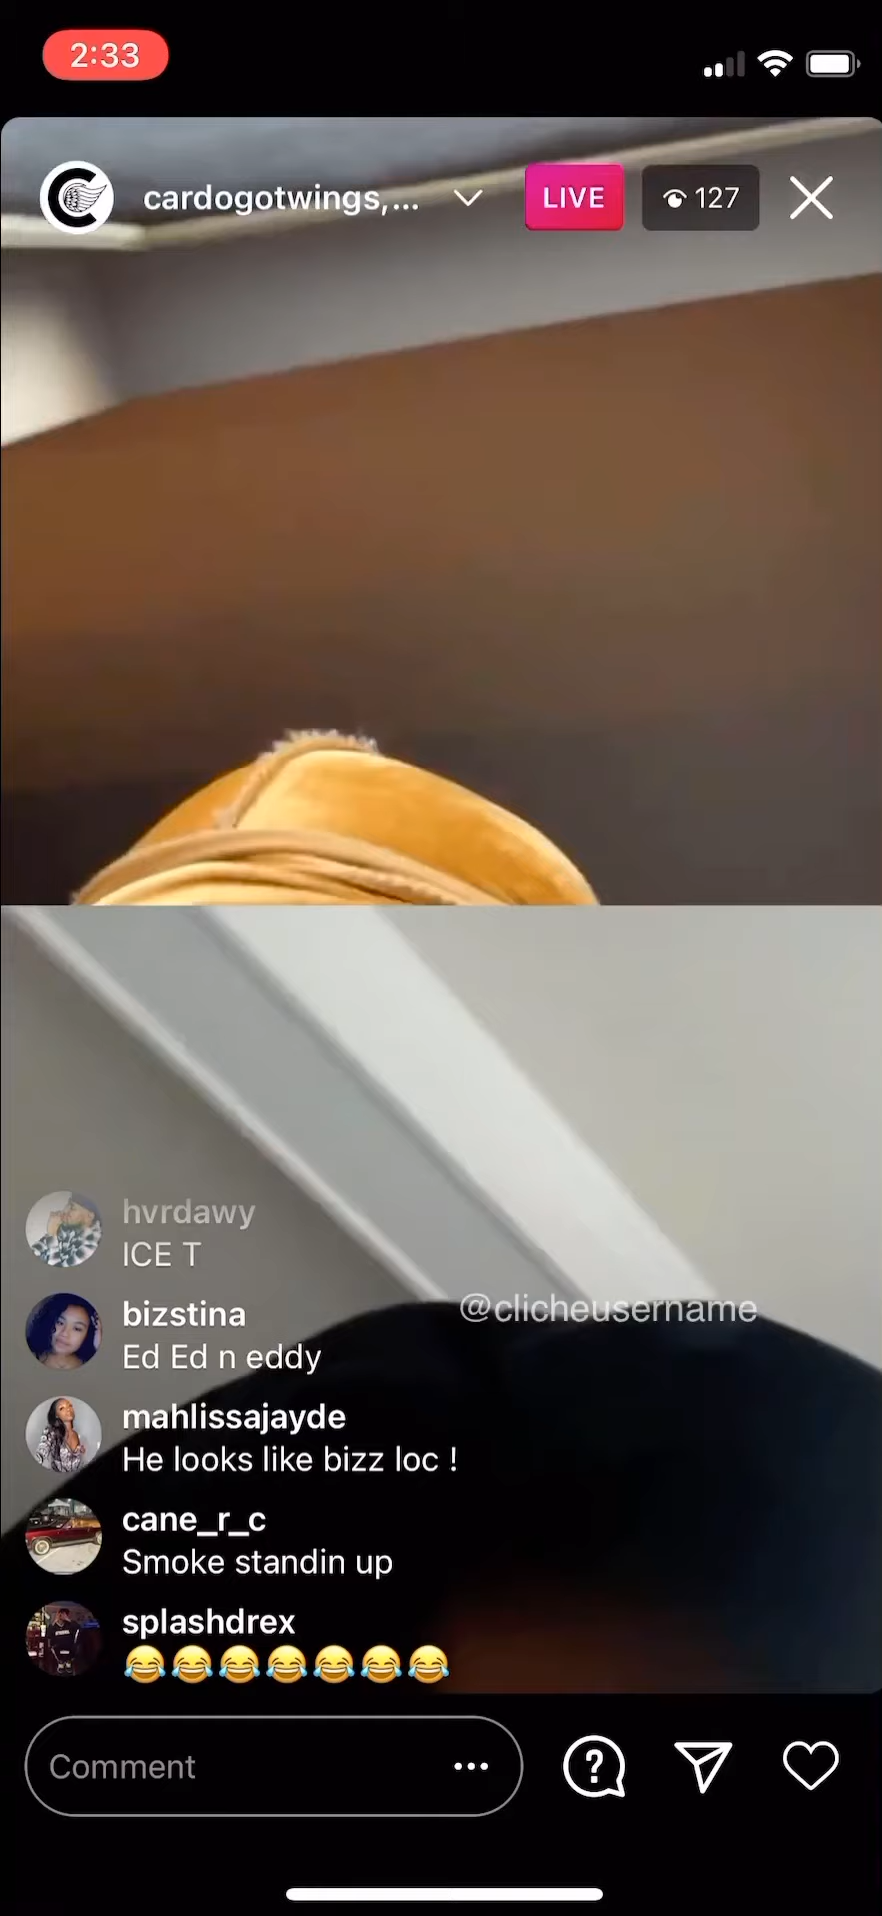 2:33
cardogotwings,...
LIVE
127
hvrdawy
ICE T
@clicheusername
bizstina
Ed Ed n eddy
mahlissajayde
He looks like bizz loc !
cane_r_c
Smoke standin up
splashdrex
😂😂😂😂😂😂😂
Comment